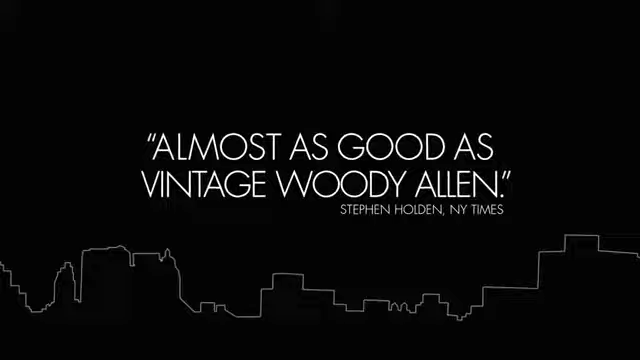 “ALMOST AS GOOD AS
VINTAGE WOODY ALLEN.”
STEPHEN HOLDEN, NY TIMES